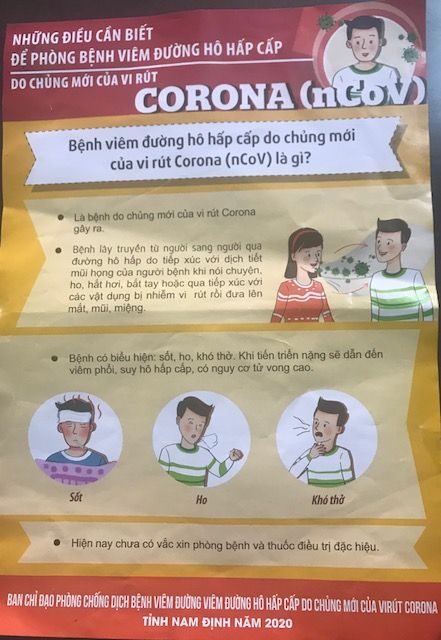 NHỮNG ĐIỀU CẦN BIẾT
ĐỂ PHÒNG BỆNH VIÊM ĐƯỜNG HÔ HẤP CẤP
DO CHỦNG MỚI CỦA VI RÚT
CORONA (nCoV)
Bệnh viêm đường hô hấp cấp do chủng mới
của vi rút Corona (nCoV) là gì?
• Là bệnh do chủng mới của vi rút Corona
gây ra.
• Bệnh lây truyền từ người sang người qua
đường hô hấp do tiếp xúc với dịch tiết
mũi họng của người bệnh khi nói chuyện,
ho, hắt hơi, bắt tay hoặc qua tiếp xúc với
các vật dụng bị nhiễm vi rút rồi đưa lên
mắt, mũi, miệng.
• Bệnh có biểu hiện: sốt, ho, khó thở. Khi tiến triển nặng sẽ dẫn đến
viêm phổi, suy hô hấp cấp, có nguy cơ tử vong cao.
Sốt
Ho
Khó thở
• Hiện nay chưa có vắc xin phòng bệnh và thuốc điều trị đặc hiệu.
BAN CHỈ ĐẠO PHÒNG CHỐNG DỊCH BỆNH VIÊM ĐƯỜNG VIÊM ĐƯỜNG HÔ HẤP CẤP DO CHỦNG MỚI CỦA VIRÚT CORONA
TỈNH NAM ĐỊNH NĂM 2020